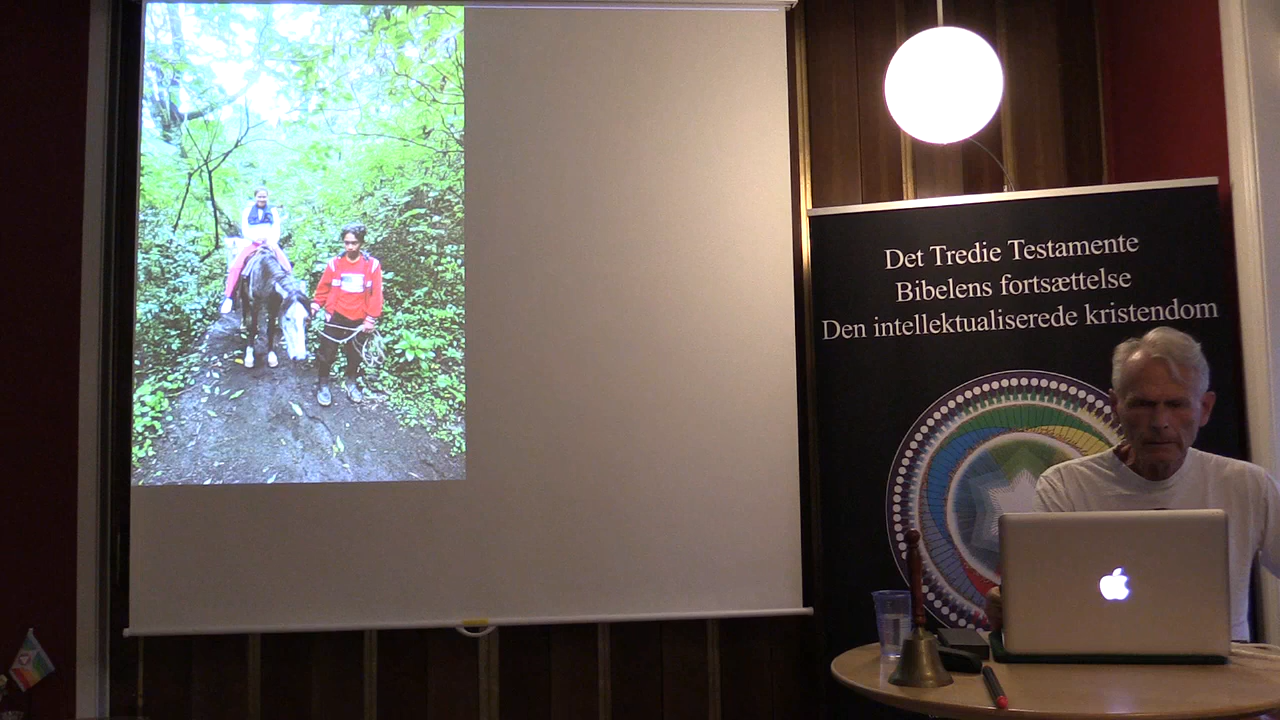 Det Tredie Testamente
Bibelens fortsættelse
Den intellektualiserede kristendom